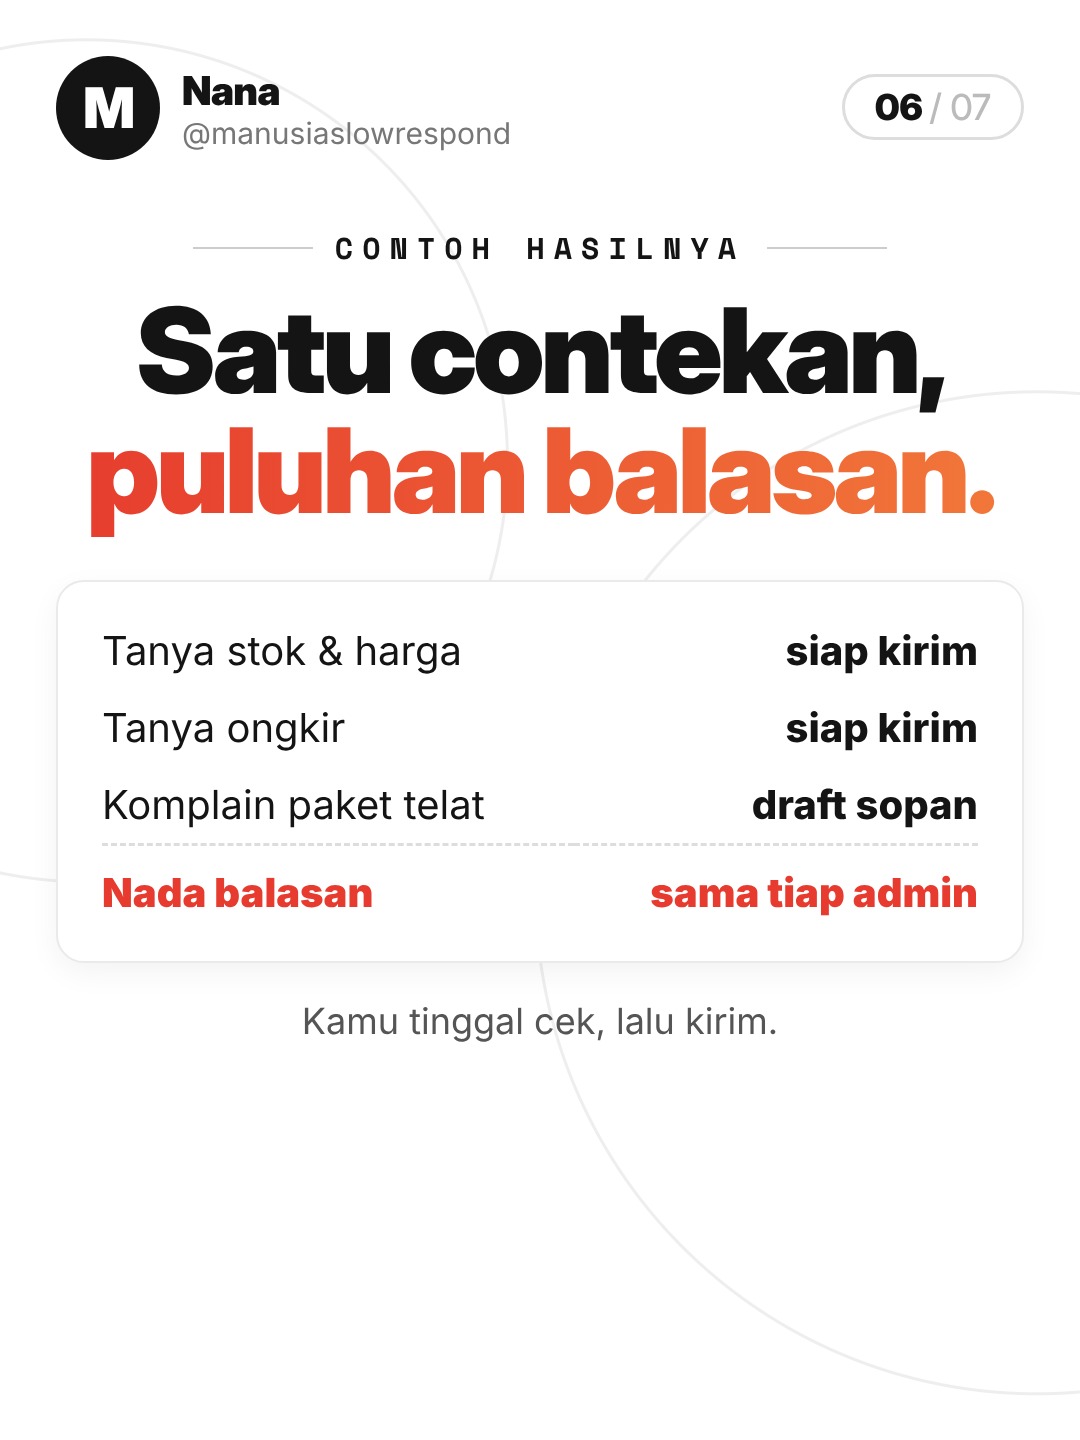 M
Nana
@manusiaslowrespond
06 / 07
CONTOH HASILNYA
Satu contekan,
puluhan balasan.
Tanya stok & harga siap kirim
Tanya ongkir siap kirim
Komplain paket telat draft sopan
Nada balasan sama tiap admin
Kamu tinggal cek, lalu kirim.